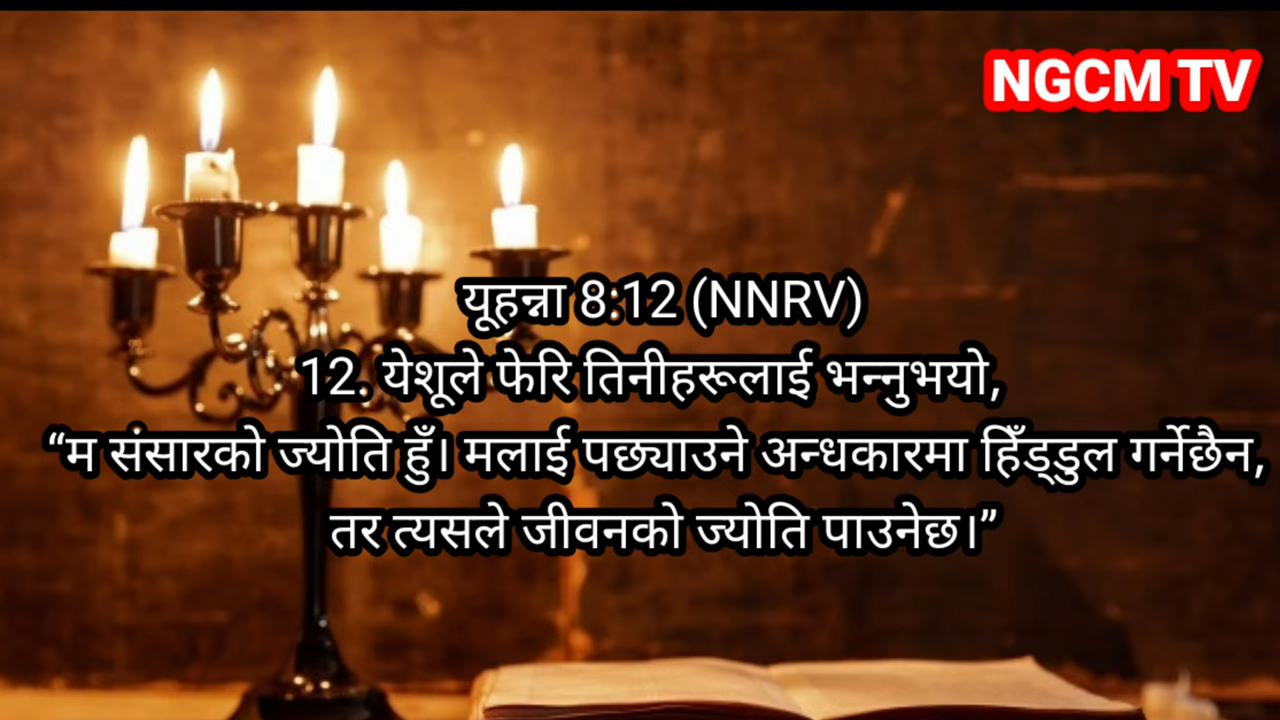 NGCM TV
यूहन्ना 8:12 (NNRV)
12. येशूले फेरि तिनीहरूलाई भन्नुभयो,
“म संसारको ज्योति हुँ। मलाई पछ्याउने अन्धकारमा हिँड्डुल गर्नेछैन,
तर त्यसले जीवनको ज्योति पाउनेछ।”